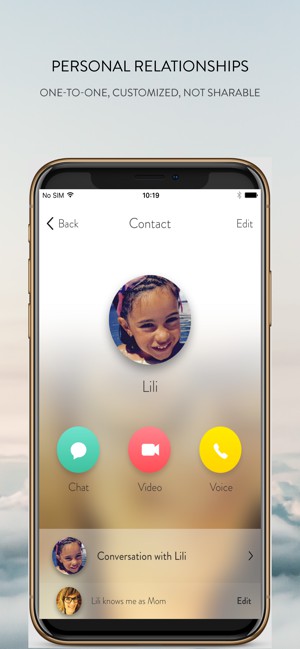 PERSONAL RELATIONSHIPS
ONE-TO-ONE, CUSTOMIZED, NOT SHARABLE
No SIM 10:19
Back Contact Edit
Lili
Chat Video Voice
Conversation with Lili
Lili knows me as Mom Edit